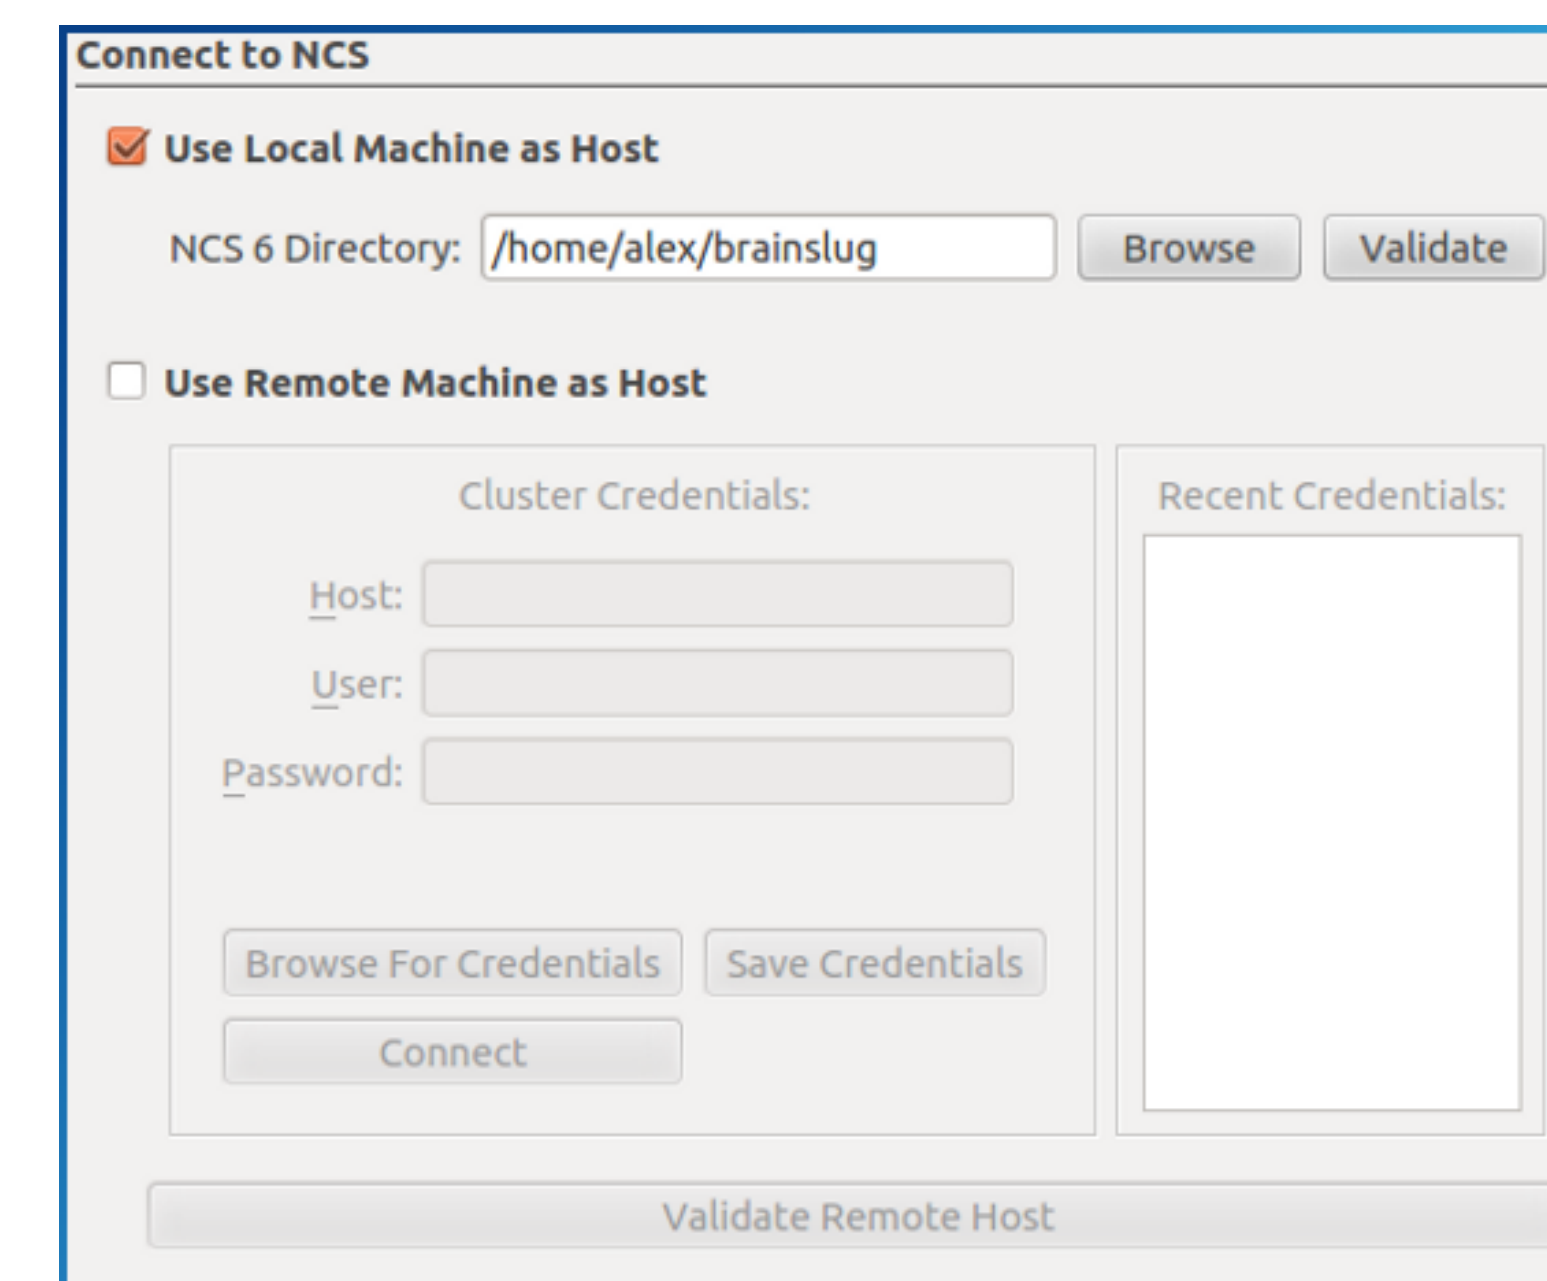 Connect to NCS
Use Local Machine as Host
NCS 6 Directory: /home/alex/brainslug Browse Validate
Use Remote Machine as Host
Cluster Credentials: Recent Credentials:
Host:
User:
Password:
Browse For Credentials Save Credentials
Connect
Validate Remote Host